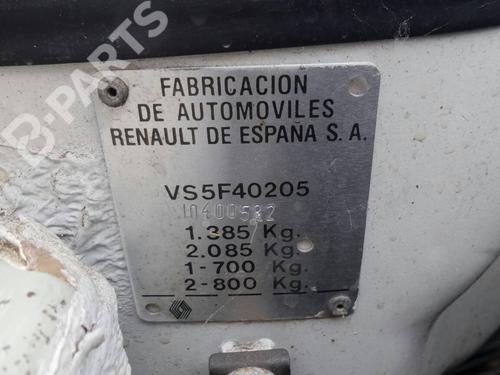 B-PARTS
FABRICACION
DE AUTOMOVILES
RENAULT DE ESPAÑA S.A.
VS5F40205
1.385 Kg.
2.085 Kg.
1-700 Kg.
2-800 Kg.